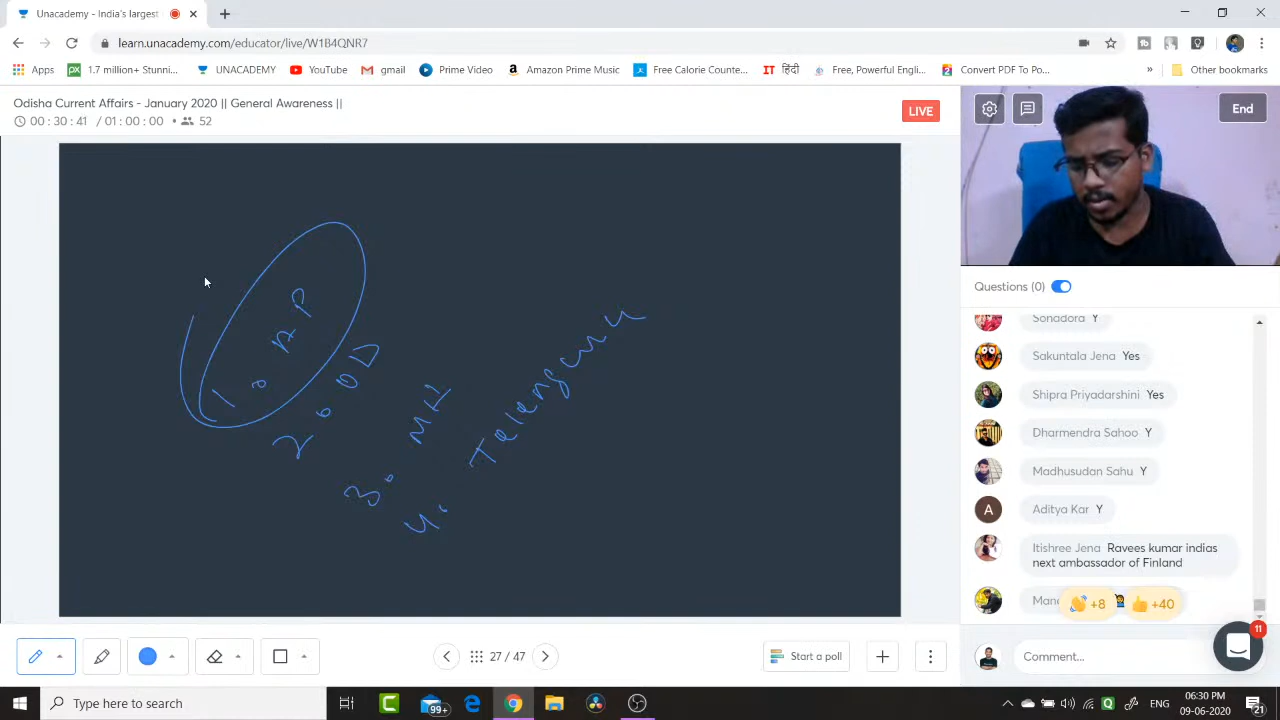 Unacademy - India's largest
learn.unacademy.com/educator/live/W1B4QNR7
Apps
1.7 million+ Stunni...
UNACADEMY
YouTube
gmail
Prime Video
Amazon Prime Music
Free Calorie Counte...
IT हिंदी
Free, Powerful Engli...
Convert PDF To Po...
»
Other bookmarks
Odisha Current Affairs - January 2020 || General Awareness ||
00 : 30 : 41 / 01 : 00 : 00 • 52
LIVE
End
1. AP
2. OD
3. MH
4. Telangana
Questions (0)
Sonadora Y
Sakuntala Jena Yes
Shipra Priyadarshini Yes
Dharmendra Sahoo Y
Madhusudan Sahu Y
A
Aditya Kar Y
Itishree Jena Ravees kumar indias
next ambassador of Finland
+8
+40
27 / 47
Start a poll
Comment...
11
Type here to search
99+
ENG
06:30 PM
09-06-2020
21